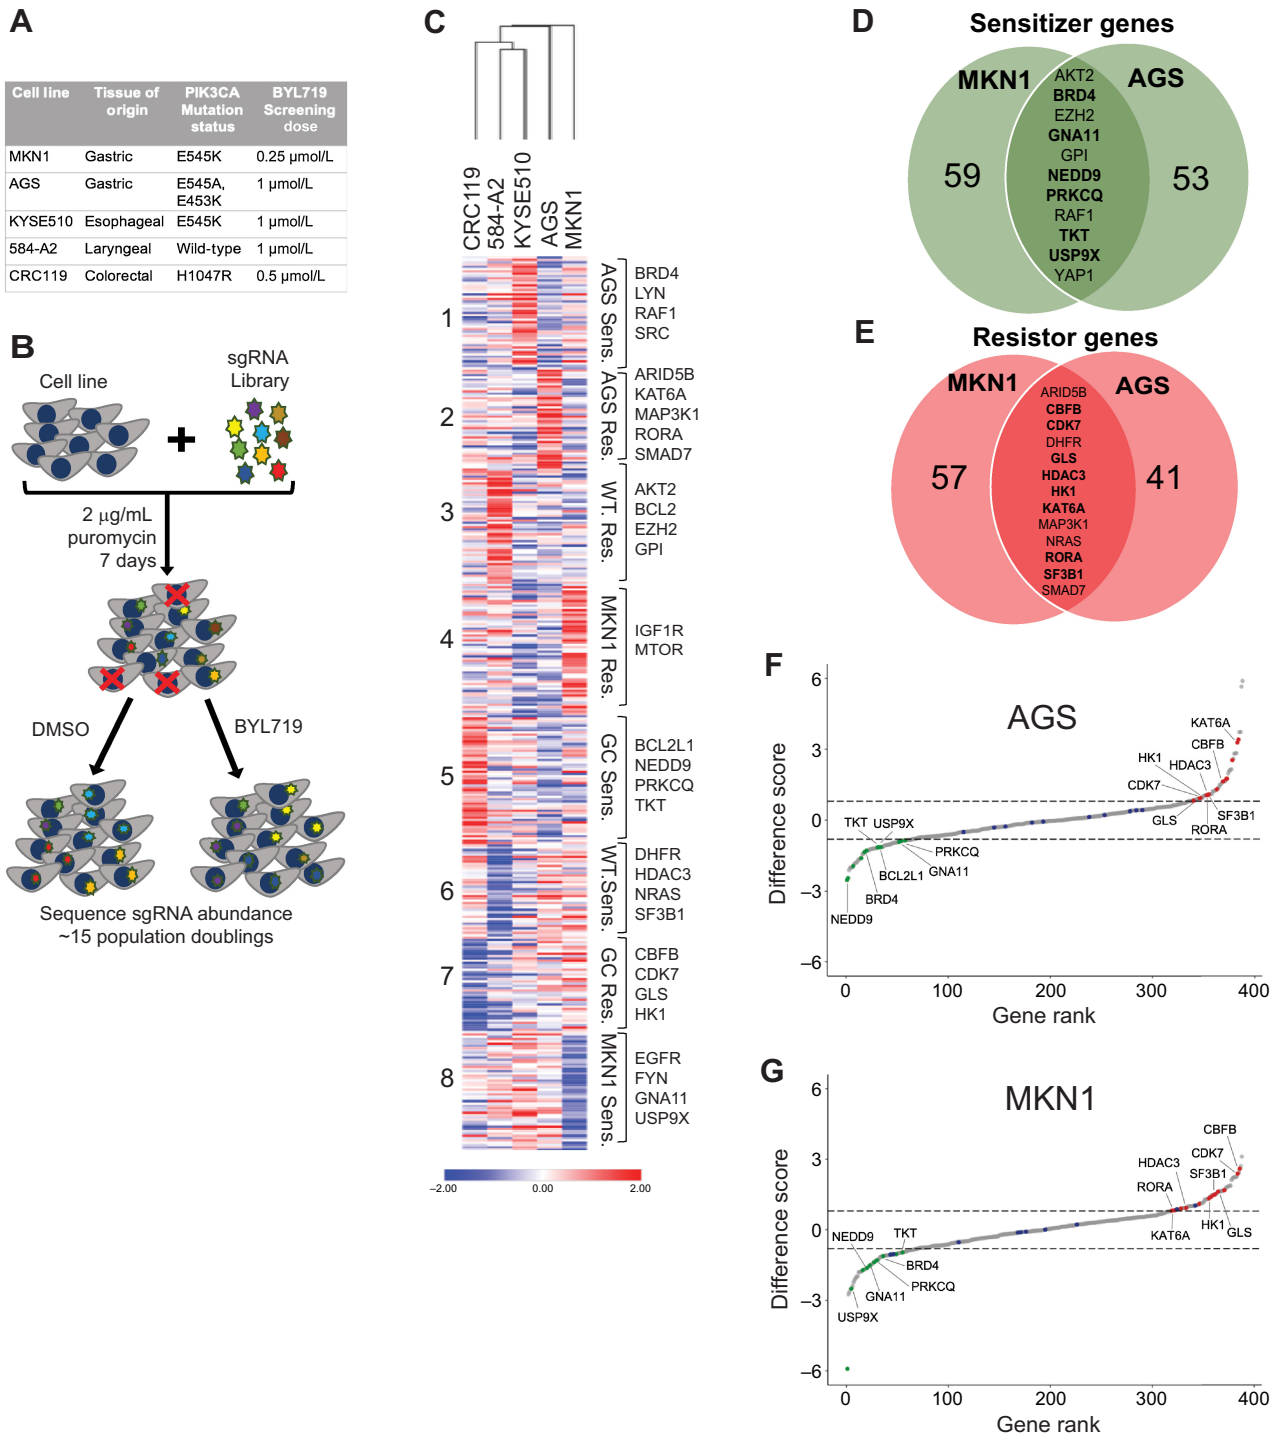 A
Cell line Tissue of origin PIK3CA Mutation status BYL719 Screening dose
MKN1 Gastric E545K 0.25 µmol/L
AGS Gastric E545A, E453K 1 µmol/L
KYSE510 Esophageal E545K 1 µmol/L
584-A2 Laryngeal Wild-type 1 µmol/L
CRC119 Colorectal H1047R 0.5 µmol/L
B
Cell line
sgRNA
Library
+
2 µg/mL
puromycin
7 days
DMSO
BYL719
Sequence sgRNA abundance
~15 population doublings
C
CRC119
584-A2
KYSE510
AGS
MKN1
1
AGS Sens.
BRD4
LYN
RAF1
SRC
2
AGS Res.
ARID5B
KAT6A
MAP3K1
RORA
SMAD7
3
WT. Res.
AKT2
BCL2
EZH2
GPI
4
MKN1 Res.
IGF1R
MTOR
5
GC Sens.
BCL2L1
NEDD9
PRKCQ
TKT
6
WT.Sens.
DHFR
HDAC3
NRAS
SF3B1
7
GC Res.
CBFB
CDK7
GLS
HK1
8
MKN1 Sens.
EGFR
FYN
GNA11
USP9X
−2.00 0.00 2.00
D
Sensitizer genes
MKN1
AGS
59
53
AKT2
BRD4
EZH2
GNA11
GPI
NEDD9
PRKCQ
RAF1
TKT
USP9X
YAP1
E
Resistor genes
MKN1
AGS
57
41
ARID5B
CBFB
CDK7
DHFR
GLS
HDAC3
HK1
KAT6A
MAP3K1
NRAS
RORA
SF3B1
SMAD7
F
AGS
Difference score
6
3
0
−3
−6
KAT6A
CBFB
HK1
HDAC3
CDK7
GLS
SF3B1
RORA
TKT
USP9X
PRKCQ
GNA11
BCL2L1
BRD4
NEDD9
0 100 200 300 400
Gene rank
G
MKN1
Difference score
6
3
0
−3
−6
CBFB
CDK7
HDAC3
SF3B1
RORA
HK1
GLS
KAT6A
NEDD9
TKT
BRD4
PRKCQ
GNA11
USP9X
0 100 200 300 400
Gene rank